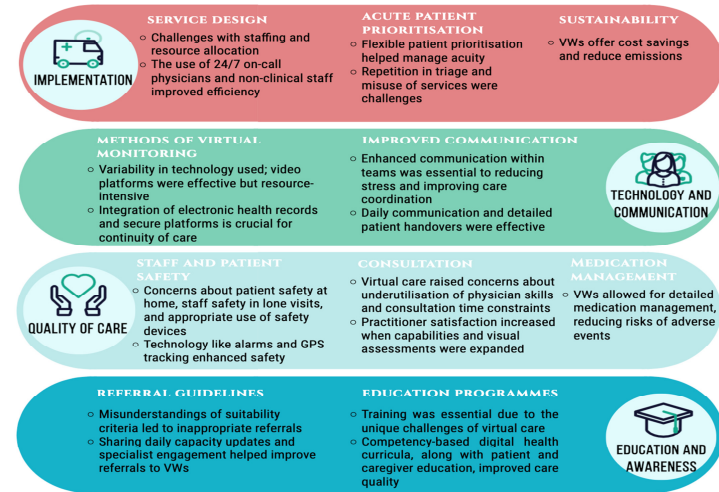 SERVICE DESIGN
○ Challenges with staffing and
resource allocation
○ The use of 24/7 on-call
physicians and non-clinical staff
improved efficiency
ACUTE PATIENT
PRIORITISATION
○ Flexible patient prioritisation
helped manage acuity
○ Repetition in triage and
misuse of services were
challenges
SUSTAINABILITY
○ VWs offer cost savings
and reduce emissions
IMPLEMENTATION
METHODS OF VIRTUAL
MONITORING
○ Variability in technology used; video
platforms were effective but resource-
intensive
○ Integration of electronic health records
and secure platforms is crucial for
continuity of care
IMPROVED COMMUNICATION
○ Enhanced communication within
teams was essential to reducing
stress and improving care
coordination
○ Daily communication and detailed
patient handovers were effective
TECHNOLOGY AND
COMMUNICATION
STAFF AND PATIENT
SAFETY
○ Concerns about patient safety at
home, staff safety in lone visits,
and appropriate use of safety
devices
○ Technology like alarms and GPS
tracking enhanced safety
CONSULTATION
○ Virtual care raised concerns about
underutilisation of physician skills
and consultation time constraints
○ Practitioner satisfaction increased
when capabilities and visual
assessments were expanded
MEDICATION
MANAGEMENT
○ VWs allowed for detailed
medication management,
reducing risks of adverse
events
QUALITY OF CARE
REFERRAL GUIDELINES
○ Misunderstandings of suitability
criteria led to inappropriate referrals
○ Sharing daily capacity updates and
specialist engagement helped improve
referrals to VWs
EDUCATION PROGRAMMES
○ Training was essential due to the
unique challenges of virtual care
○ Competency-based digital health
curricula, along with patient and
caregiver education, improved care
quality
EDUCATION AND
AWARENESS